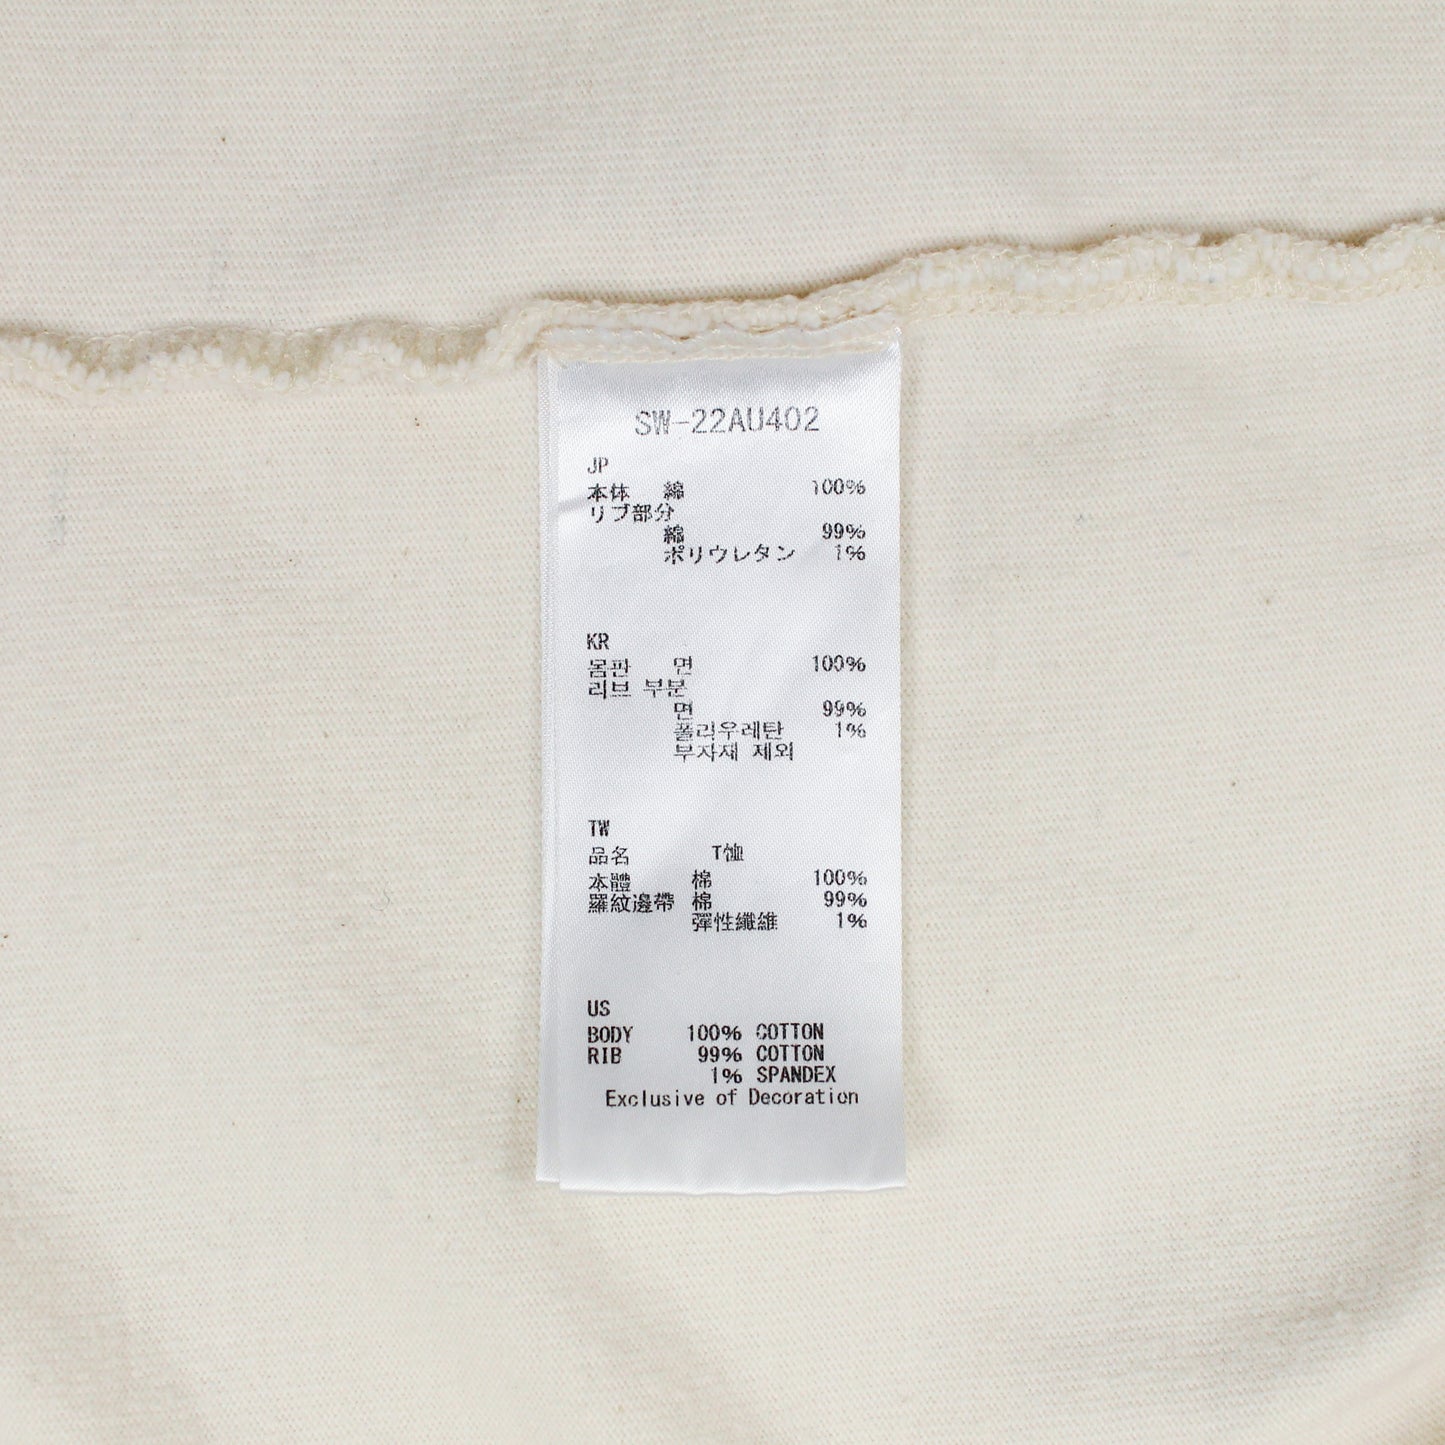 SW-22AU402
JP
本体 綿 100%
リブ部分
綿 99%
ポリウレタン 1%
KR
몸판 면 100%
리브 부분
면 99%
폴리우레탄 1%
부자재 제외
TW
品名 T恤
本體 棉 100%
羅紋邊帶 棉 99%
彈性纖維 1%
US
BODY 100% COTTON
RIB 99% COTTON
1% SPANDEX
Exclusive of Decoration